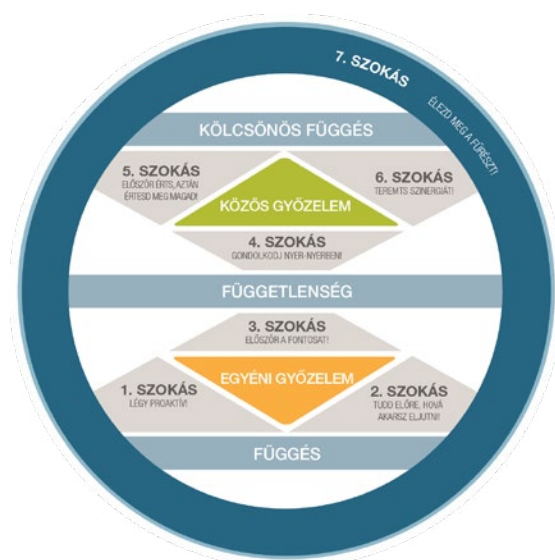 7. SZOKÁS
ÉLEZD MEG A FŰRÉSZT!
KÖLCSÖNÖS FÜGGÉS
5. SZOKÁS
ELŐSZÖR ÉRTS, AZTÁN
ÉRTESD MEG MAGAD!
6. SZOKÁS
TEREMTS SZINERGIÁT!
KÖZÖS GYŐZELEM
4. SZOKÁS
GONDOLKODJ NYER-NYERBEN!
FÜGGETLENSÉG
3. SZOKÁS
ELŐSZÖR A FONTOSAT!
EGYÉNI GYŐZELEM
1. SZOKÁS
LÉGY PROAKTÍV!
2. SZOKÁS
TUDD ELŐRE, HOVÁ
AKARSZ ELJUTNI!
FÜGGÉS